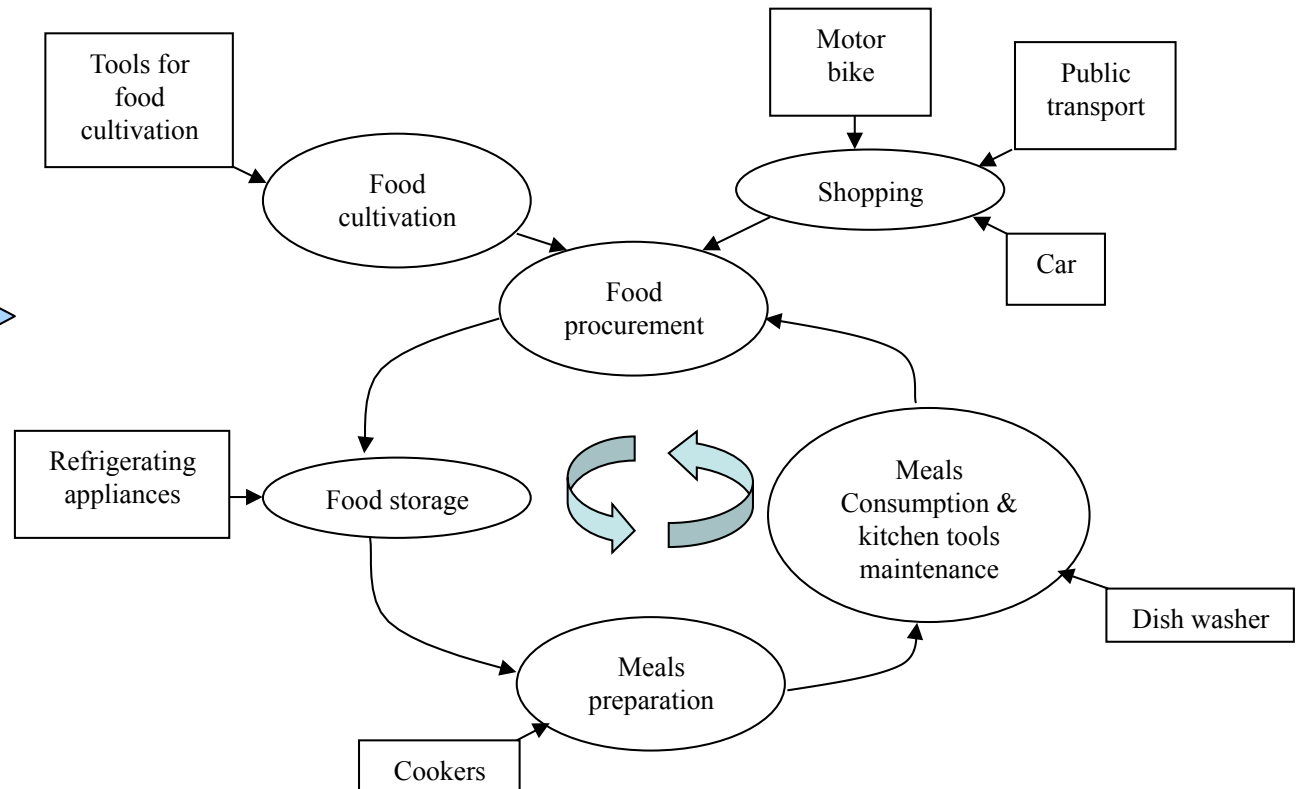 Tools for
food
cultivation
Motor
bike
Public
transport
Food
cultivation
Shopping
Car
Food
procurement
Refrigerating
appliances
Food storage
Meals
Consumption &
kitchen tools
maintenance
Dish washer
Meals
preparation
Cookers